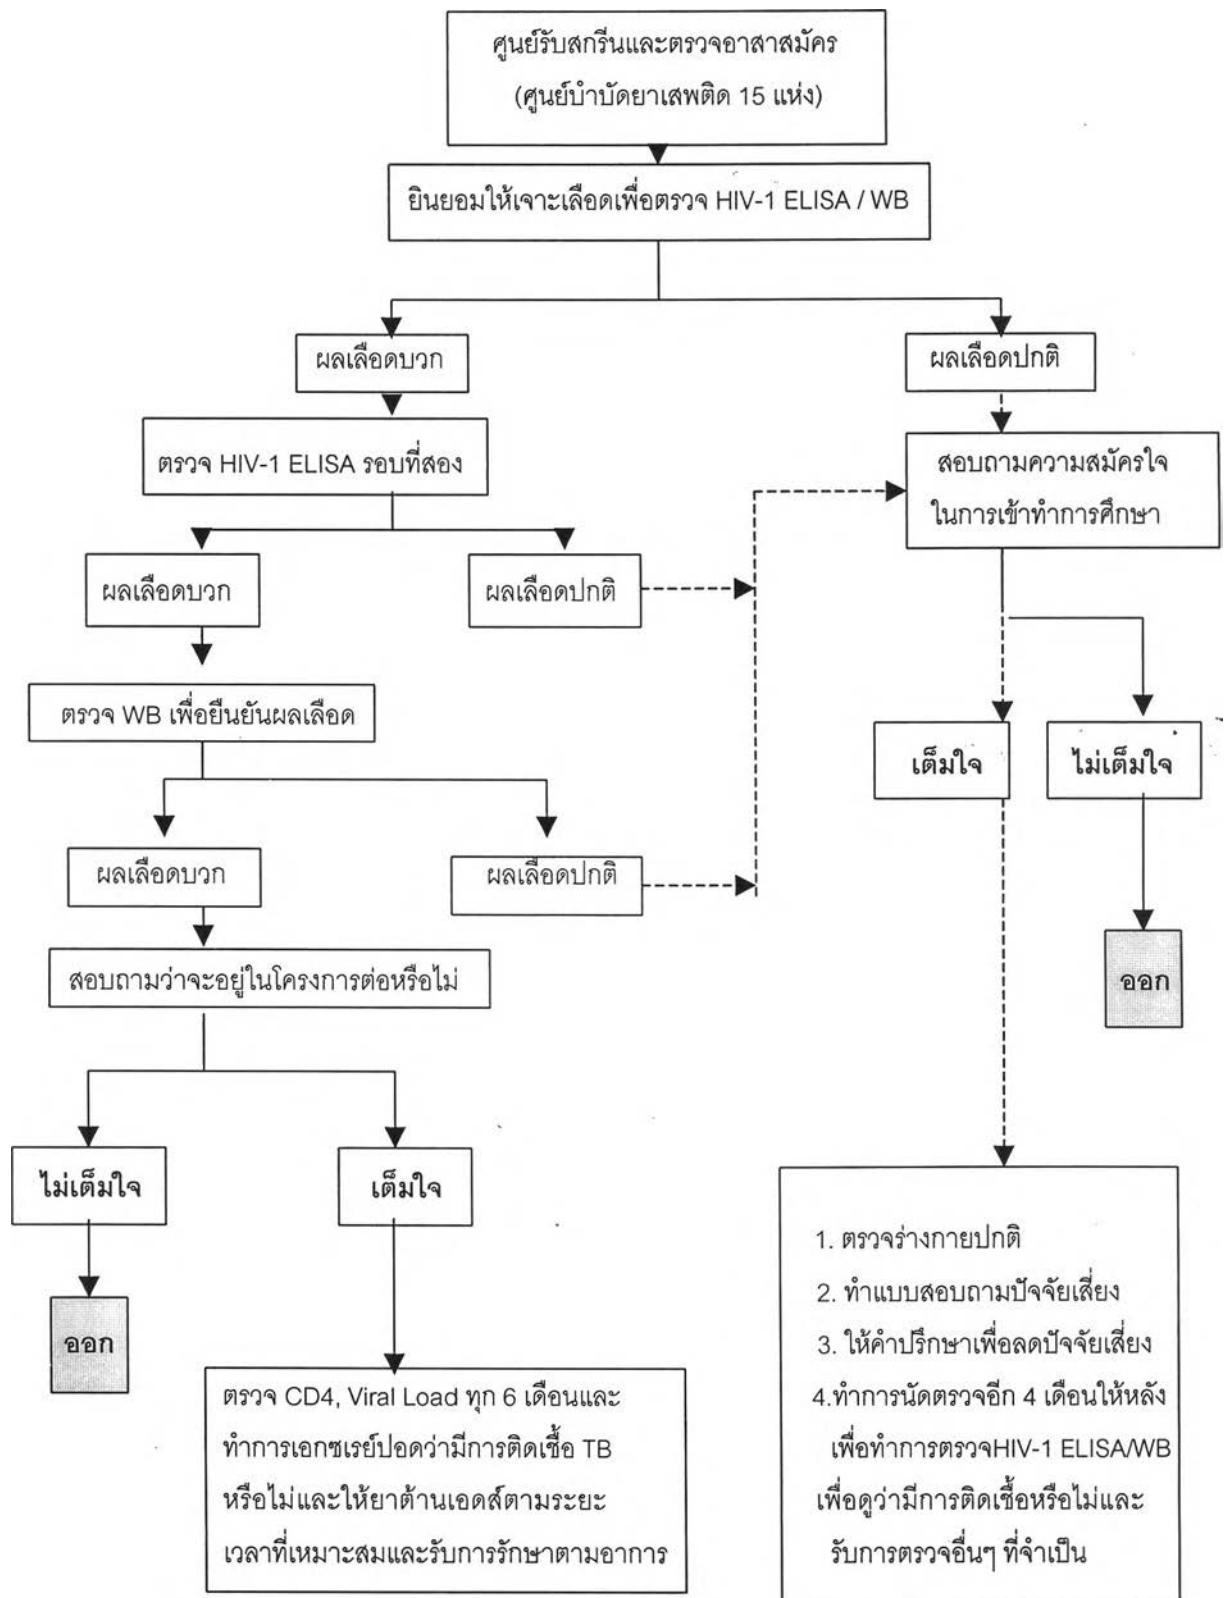 ศูนย์รับสกรีนและตรวจอาสาสมัคร
(ศูนย์บำบัดยาเสพติด 15 แห่ง)
ยินยอมให้เจาะเลือดเพื่อตรวจ HIV-1 ELISA / WB
ผลเลือดบวก
ผลเลือดปกติ
ตรวจ HIV-1 ELISA รอบที่สอง
สอบถามความสมัครใจ
ในการเข้าทำการศึกษา
ผลเลือดบวก
ผลเลือดปกติ
ตรวจ WB เพื่อยืนยันผลเลือด
เต็มใจ
ไม่เต็มใจ
ผลเลือดบวก
ผลเลือดปกติ
สอบถามว่าจะอยู่ในโครงการต่อหรือไม่
ออก
ไม่เต็มใจ
เต็มใจ
ออก
ตรวจ CD4, Viral Load ทุก 6 เดือนและ
ทำการเอกซเรย์ปอดว่ามีการติดเชื้อ TB
หรือไม่และให้ยาต้านเอดส์ตามระยะ
เวลาที่เหมาะสมและรับการรักษาตามอาการ
1. ตรวจร่างกายปกติ
2. ทำแบบสอบถามปัจจัยเสี่ยง
3. ให้คำปรึกษาเพื่อลดปัจจัยเสี่ยง
4.ทำการนัดตรวจอีก 4 เดือนให้หลัง
เพื่อทำการตรวจHIV-1 ELISA/WB
เพื่อดูว่ามีการติดเชื้อหรือไม่และ
รับการตรวจอื่นๆ ที่จำเป็น